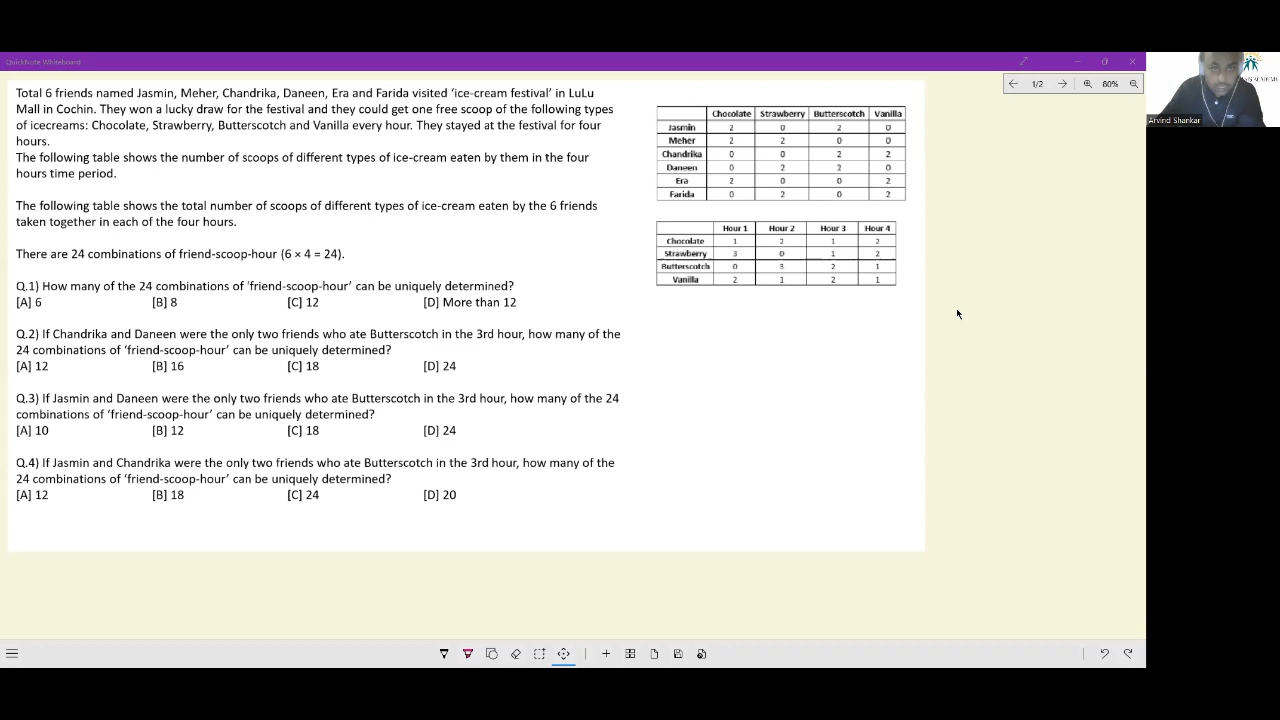 QuickNote Whiteboard
1/2
80%
Arvind Shankar
Total 6 friends named Jasmin, Meher, Chandrika, Daneen, Era and Farida visited ‘ice-cream festival’ in LuLu
Mall in Cochin. They won a lucky draw for the festival and they could get one free scoop of the following types
of icecreams: Chocolate, Strawberry, Butterscotch and Vanilla every hour. They stayed at the festival for four
hours.
The following table shows the number of scoops of different types of ice-cream eaten by them in the four
hours time period.
The following table shows the total number of scoops of different types of ice-cream eaten by the 6 friends
taken together in each of the four hours.
There are 24 combinations of friend-scoop-hour (6 × 4 = 24).
Q.1) How many of the 24 combinations of ‘friend-scoop-hour’ can be uniquely determined?
[A] 6 [B] 8 [C] 12 [D] More than 12
Q.2) If Chandrika and Daneen were the only two friends who ate Butterscotch in the 3rd hour, how many of the
24 combinations of ‘friend-scoop-hour’ can be uniquely determined?
[A] 12 [B] 16 [C] 18 [D] 24
Q.3) If Jasmin and Daneen were the only two friends who ate Butterscotch in the 3rd hour, how many of the 24
combinations of ‘friend-scoop-hour’ can be uniquely determined?
[A] 10 [B] 12 [C] 18 [D] 24
Q.4) If Jasmin and Chandrika were the only two friends who ate Butterscotch in the 3rd hour, how many of the
24 combinations of ‘friend-scoop-hour’ can be uniquely determined?
[A] 12 [B] 18 [C] 24 [D] 20
Chocolate Strawberry Butterscotch Vanilla
Jasmin 2 0 2 0
Meher 2 2 0 0
Chandrika 0 0 2 2
Daneen 0 2 2 0
Era 2 0 0 2
Farida 0 2 0 2
Hour 1 Hour 2 Hour 3 Hour 4
Chocolate 1 2 1 2
Strawberry 3 0 1 2
Butterscotch 0 3 2 1
Vanilla 2 1 2 1